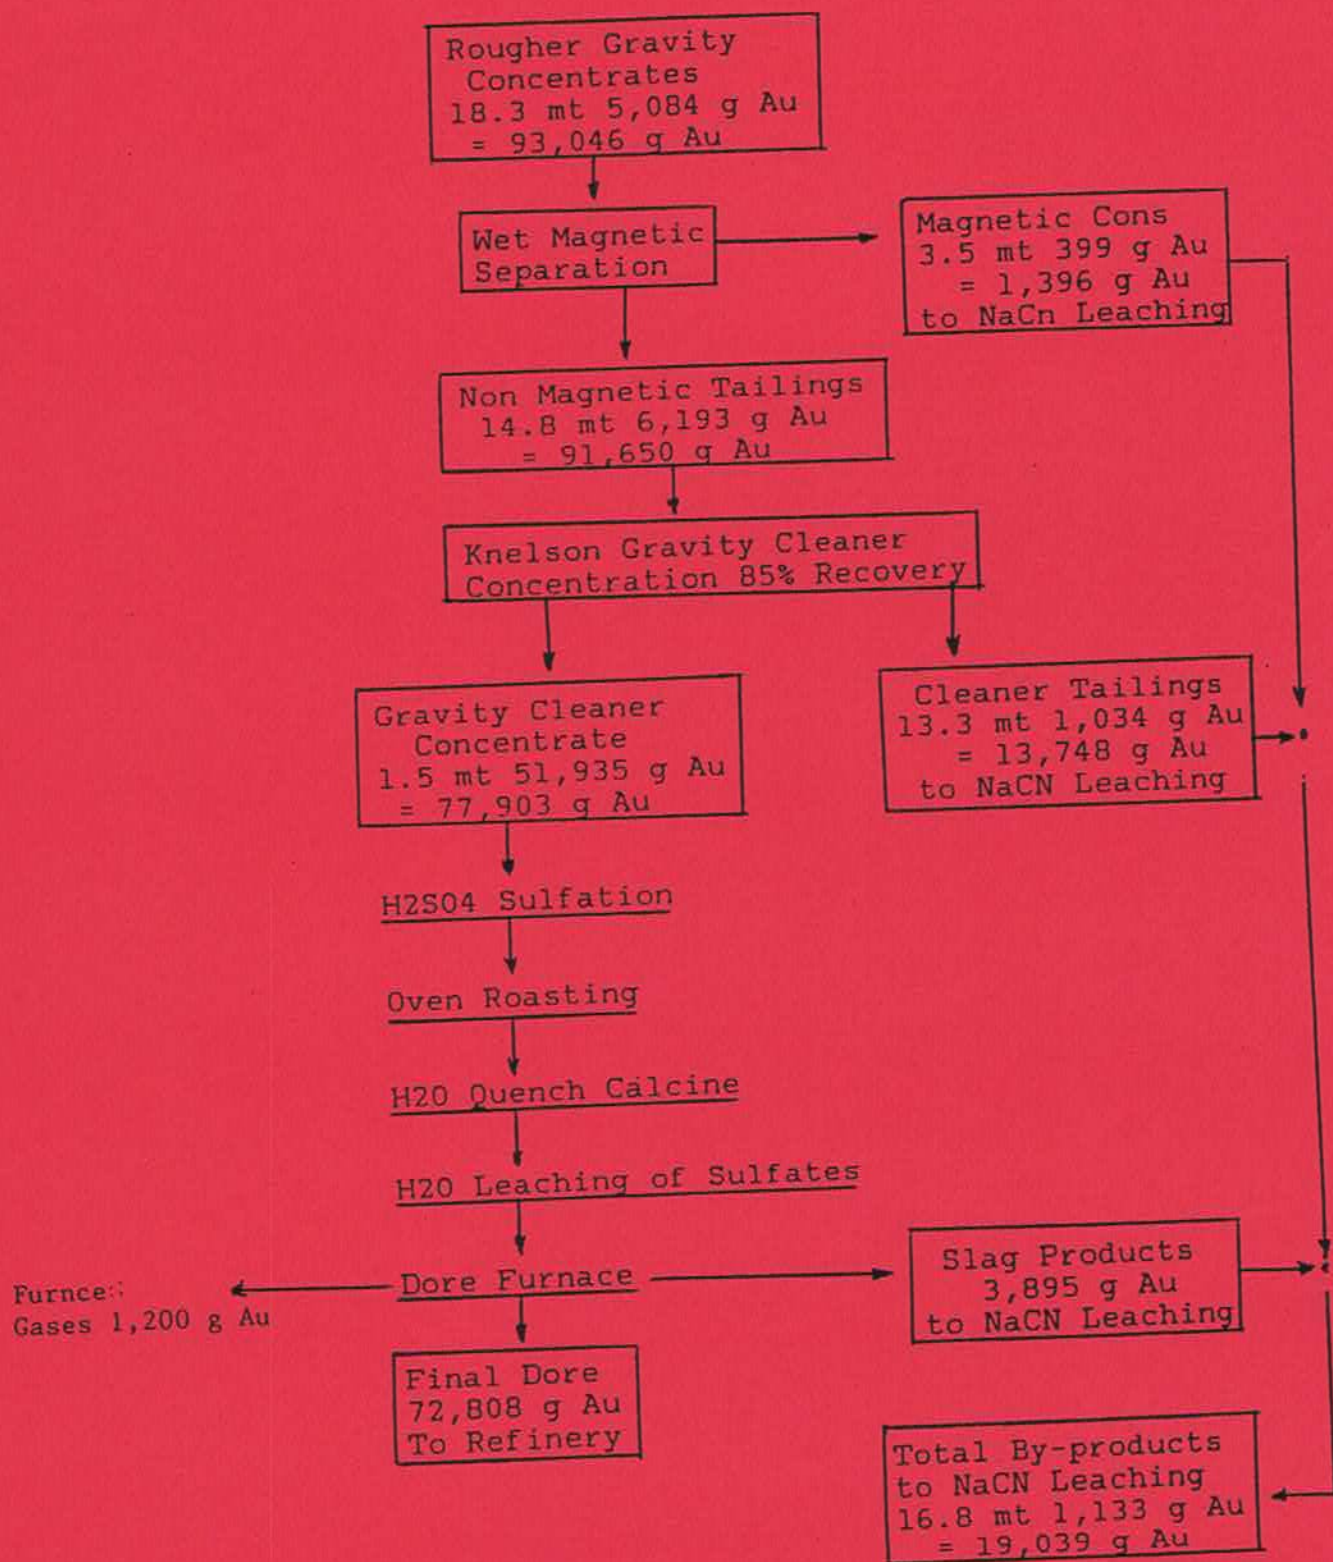 Rougher Gravity
Concentrates
18.3 mt 5,084 g Au
= 93,046 g Au
Wet Magnetic
Separation
Magnetic Cons
3.5 mt 399 g Au
= 1,396 g Au
to NaCn Leaching
Non Magnetic Tailings
14.8 mt 6,193 g Au
= 91,650 g Au
Knelson Gravity Cleaner
Concentration 85% Recovery
Gravity Cleaner
Concentrate
1.5 mt 51,935 g Au
= 77,903 g Au
Cleaner Tailings
13.3 mt 1,034 g Au
= 13,748 g Au
to NaCN Leaching
H2SO4 Sulfation
Oven Roasting
H2O Quench Calcine
H2O Leaching of Sulfates
Furnce:
Gases 1,200 g Au
Dore Furnace
Slag Products
3,895 g Au
to NaCN Leaching
Final Dore
72,808 g Au
To Refinery
Total By-products
to NaCN Leaching
16.8 mt 1,133 g Au
= 19,039 g Au